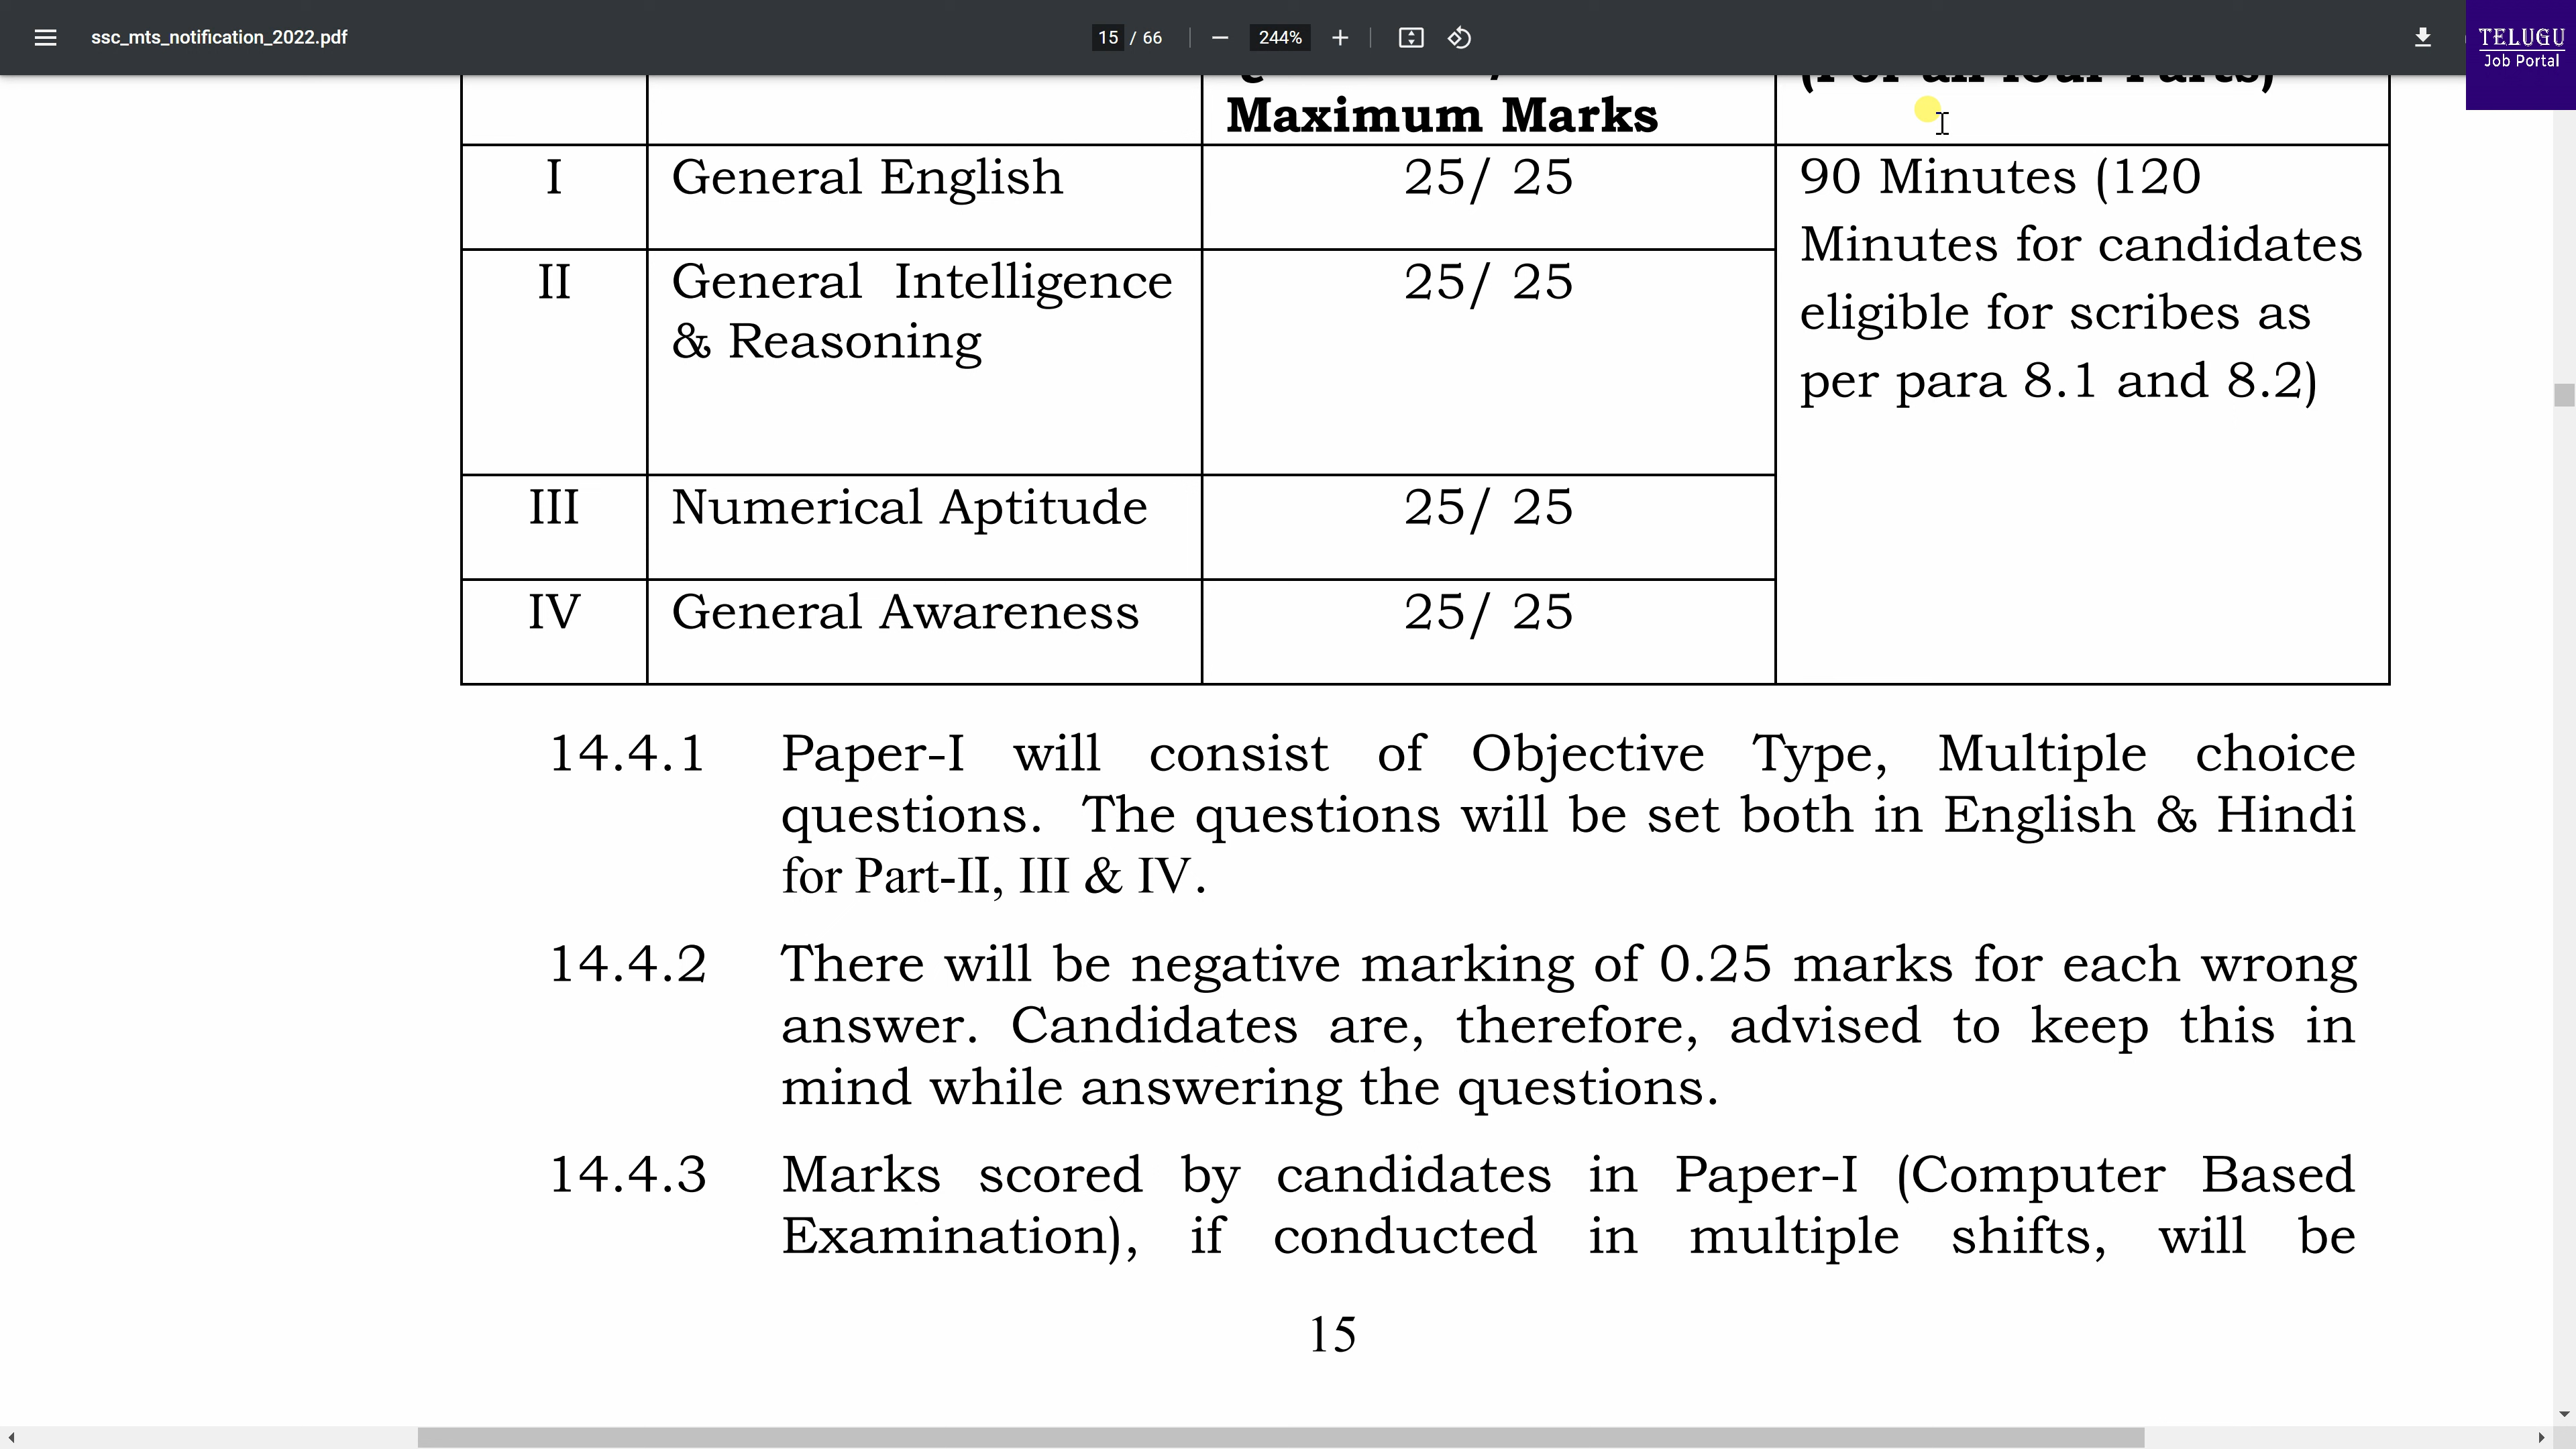 ssc_mts_notification_2022.pdf
15 / 66
244%
TELUGU
Job Portal
(For all four Parts)
Maximum Marks
I General English 25/ 25 90 Minutes (120
Minutes for candidates
II General Intelligence 25/ 25
eligible for scribes as
& Reasoning
per para 8.1 and 8.2)
III Numerical Aptitude 25/ 25
IV General Awareness 25/ 25
14.4.1 Paper-I will consist of Objective Type, Multiple choice
questions. The questions will be set both in English & Hindi
for Part-II, III & IV.
14.4.2 There will be negative marking of 0.25 marks for each wrong
answer. Candidates are, therefore, advised to keep this in
mind while answering the questions.
14.4.3 Marks scored by candidates in Paper-I (Computer Based
Examination), if conducted in multiple shifts, will be
15